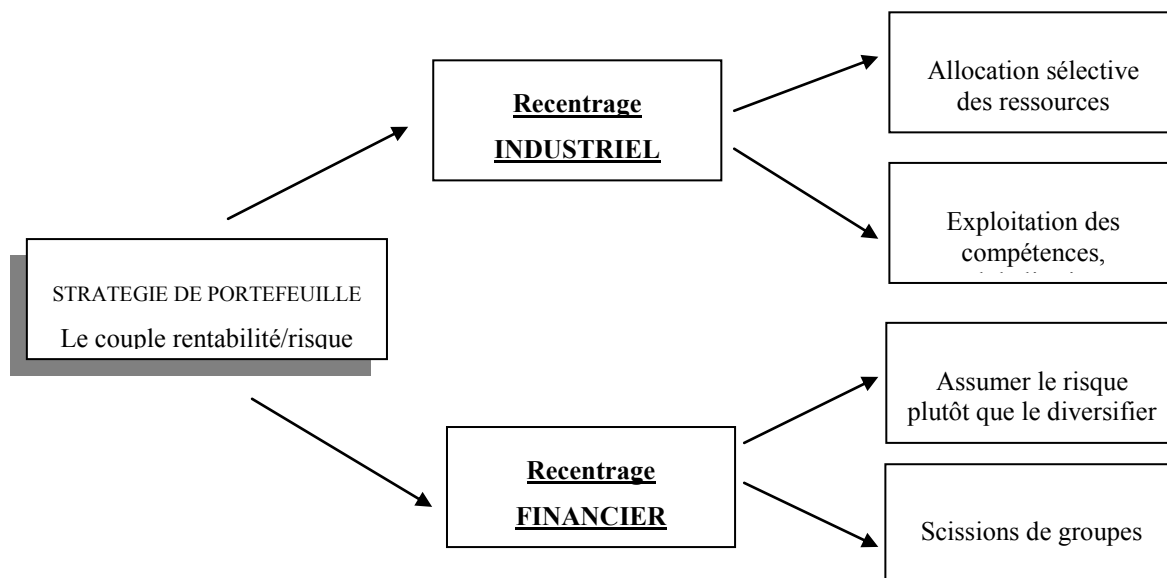 Allocation sélective
des ressources
Recentrage
INDUSTRIEL
Exploitation des
compétences,
STRATEGIE DE PORTEFEUILLE
Le couple rentabilité/risque
Assumer le risque
plutôt que le diversifier
Recentrage
FINANCIER
Scissions de groupes